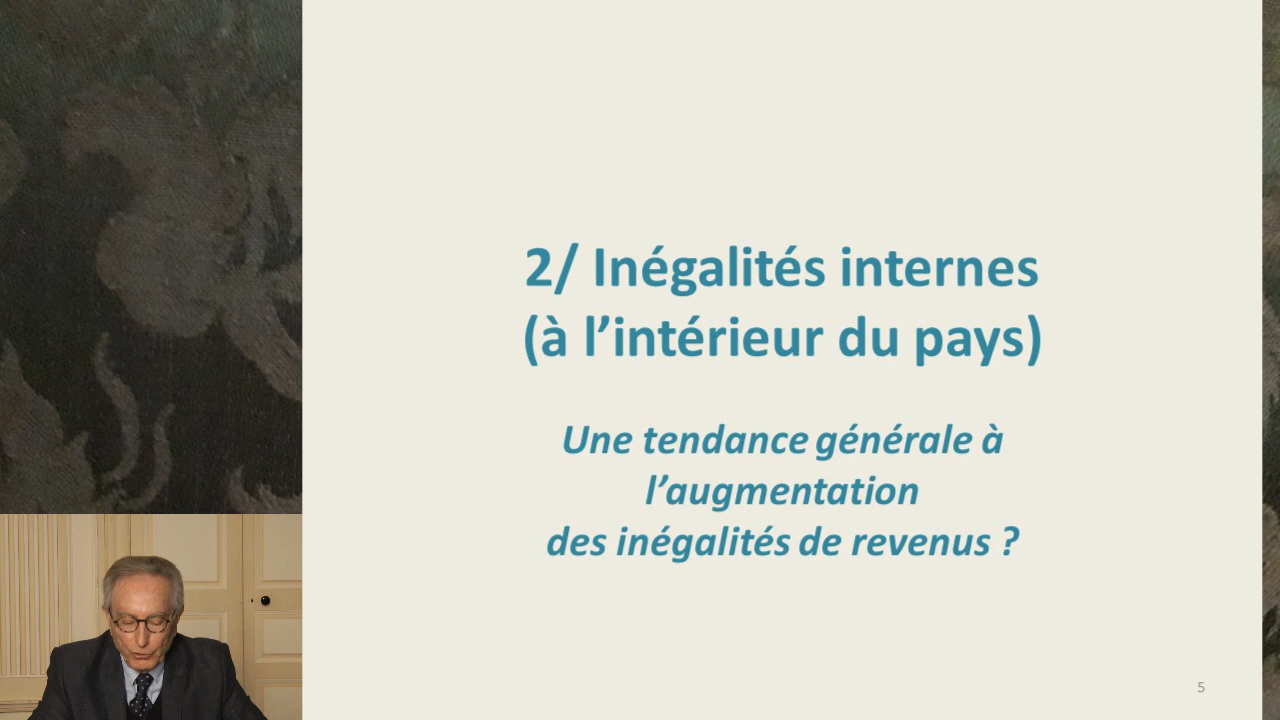 2/ Inégalités internes
(à l’intérieur du pays)
Une tendance générale à
l’augmentation
des inégalités de revenus ?
5